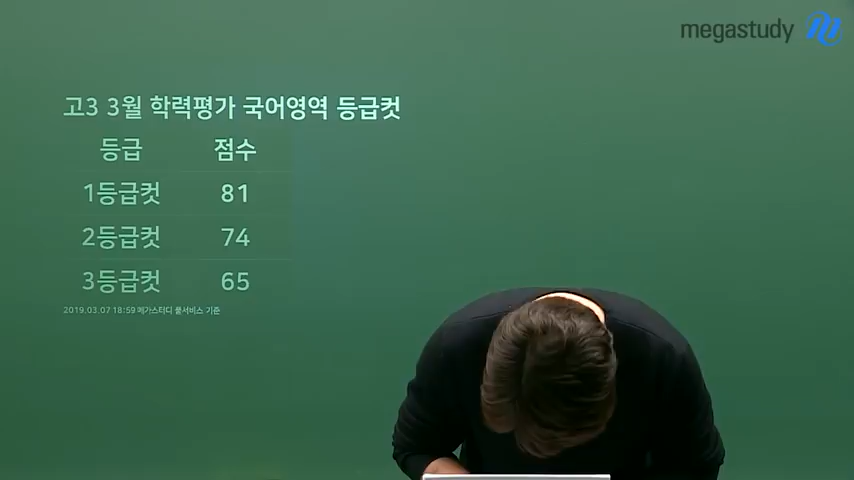 megastudy
고3 3월 학력평가 국어영역 등급컷
등급 점수
1등급컷 81
2등급컷 74
3등급컷 65
2019.03.07 18:59 메가스터디 풀서비스 기준